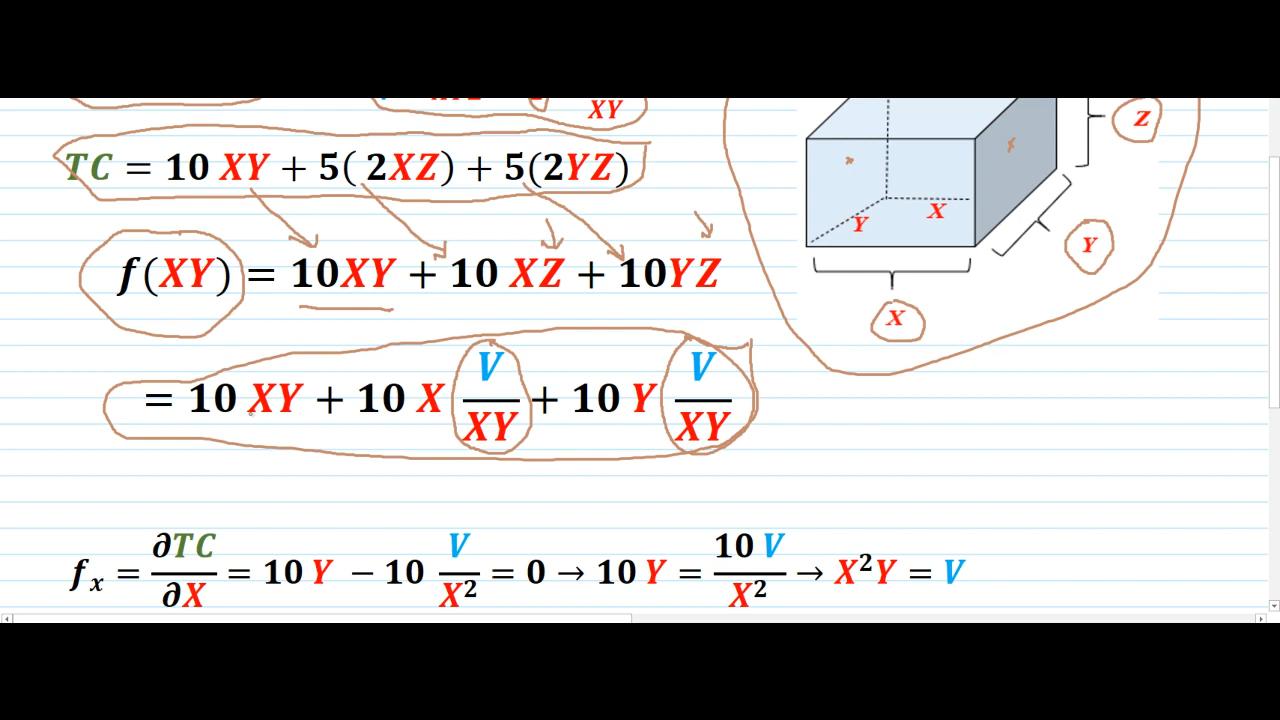 XY
TC = 10 XY + 5( 2XZ) + 5(2YZ)
f(XY) = 10XY + 10 XZ + 10YZ
= 10 XY + 10 X V/XY + 10 Y V/XY
fₓ = ∂TC/∂X = 10 Y − 10 V/X² = 0 → 10 Y = 10 V/X² → X²Y = V
Z
Y
X
Y
X